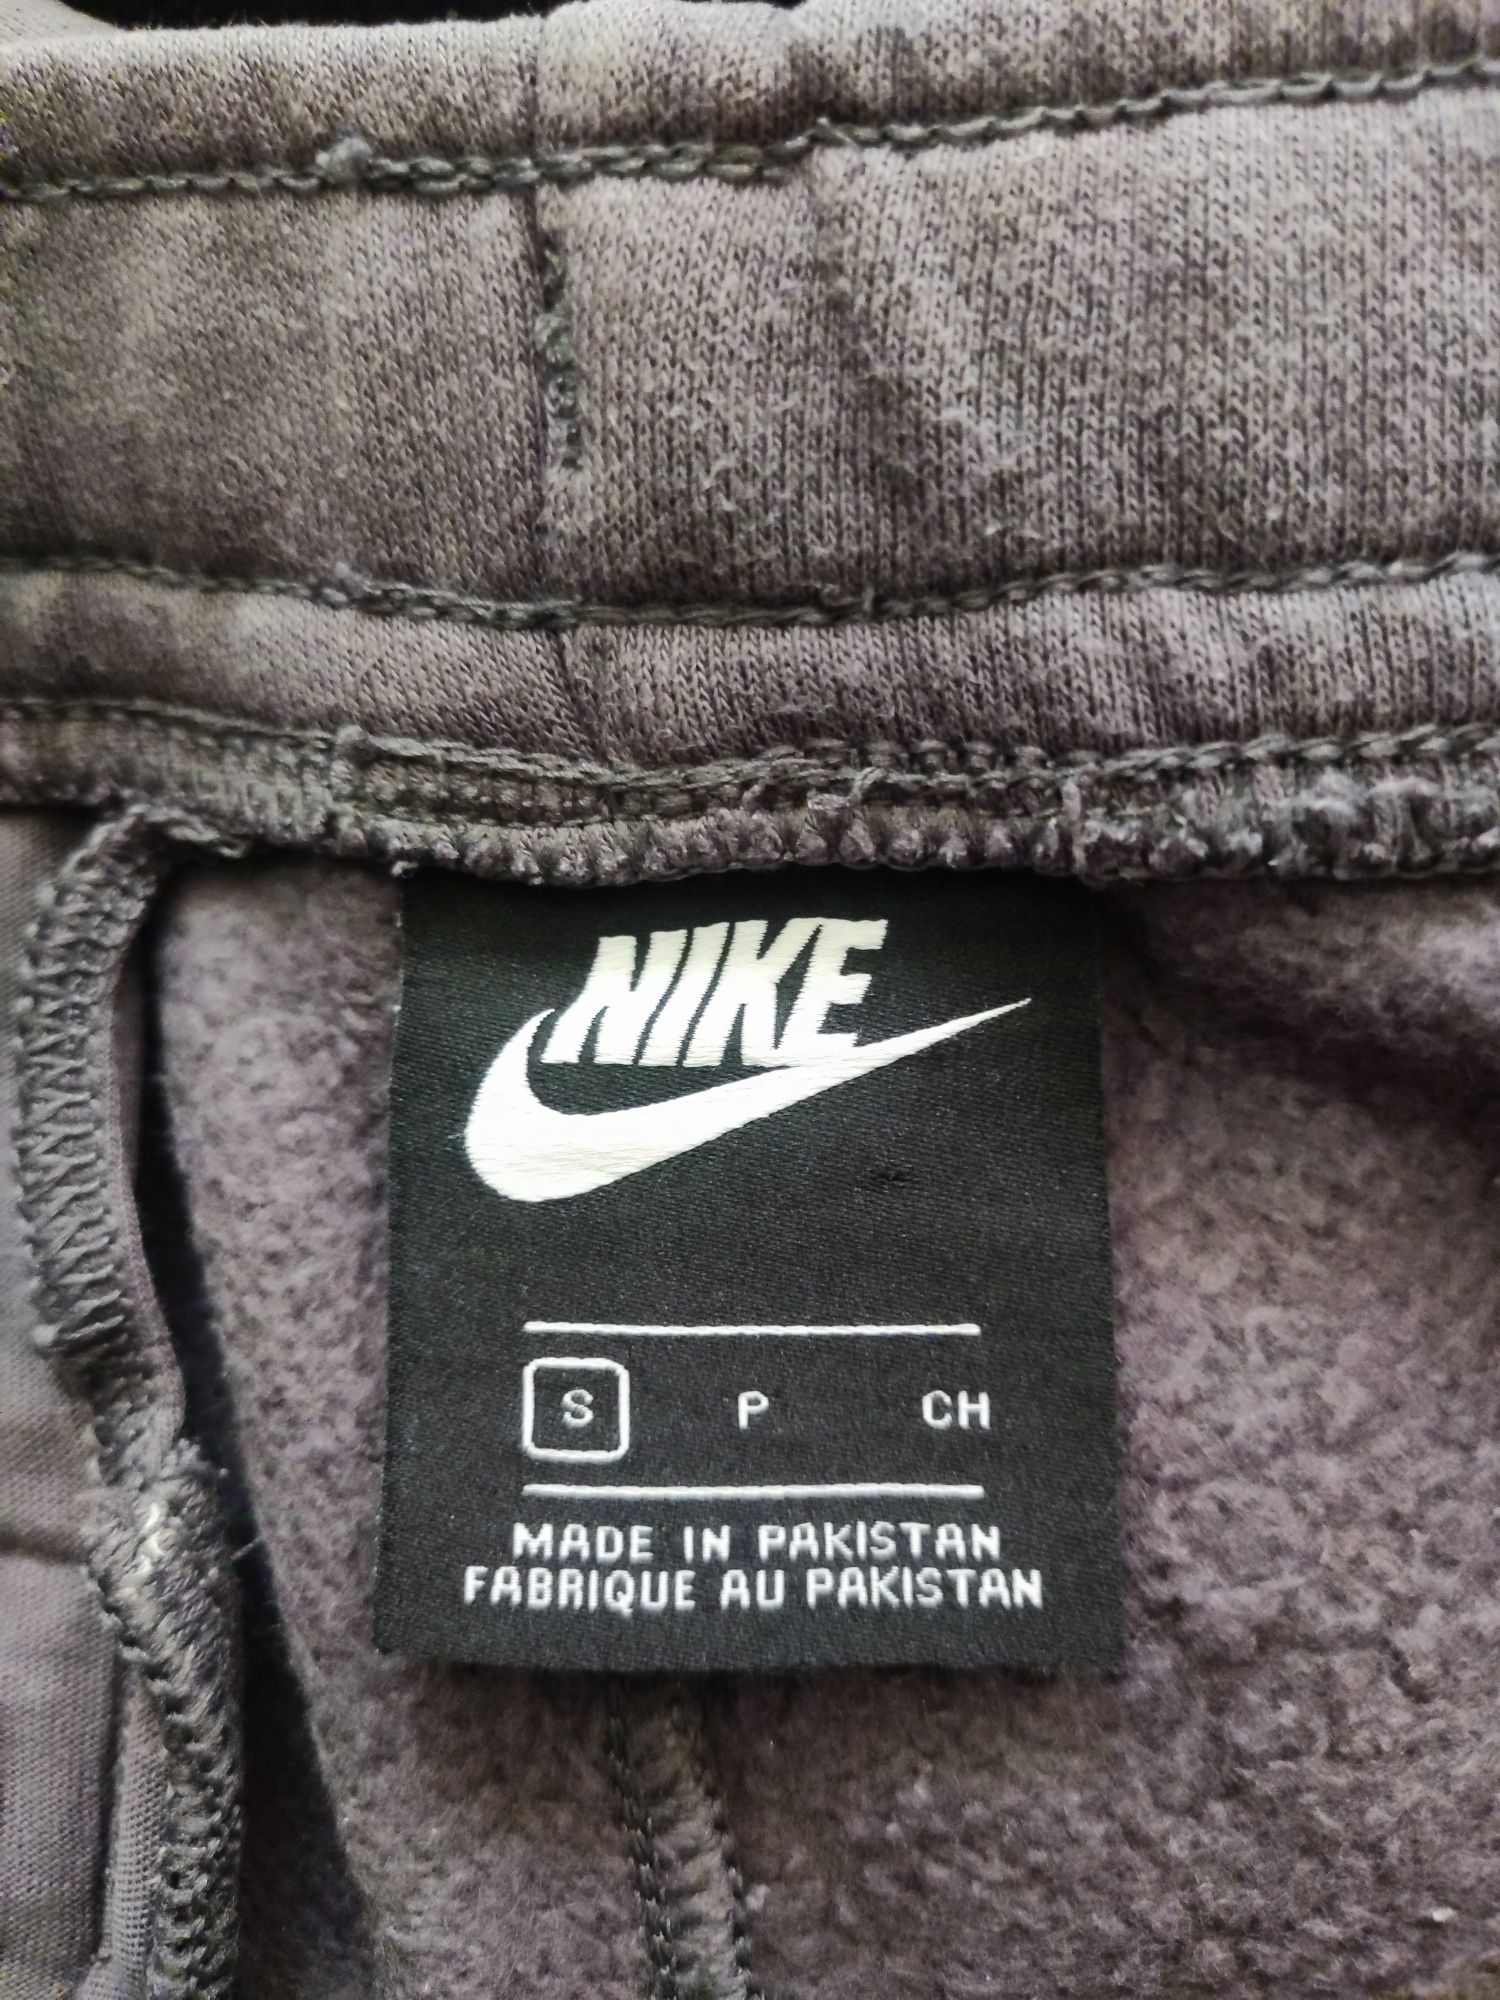 NIKE
S P CH
MADE IN PAKISTAN
FABRIQUE AU PAKISTAN